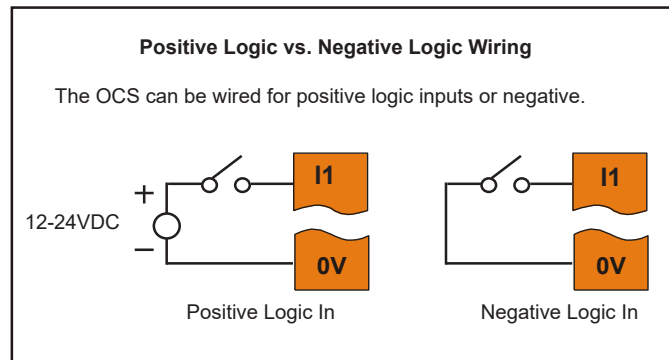 Positive Logic vs. Negative Logic Wiring
The OCS can be wired for positive logic inputs or negative.
I1
I1
+
12-24VDC
–
0V
0V
Positive Logic In
Negative Logic In